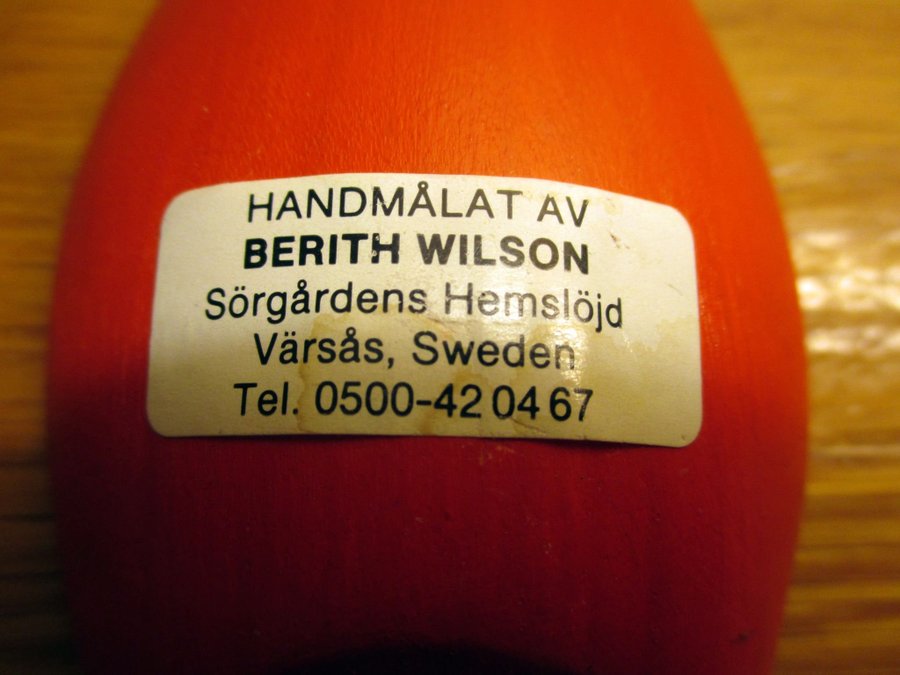 HANDMÅLAT AV
BERITH WILSON
Sörgårdens Hemslöjd
Värsås, Sweden
Tel. 0500-42 04 67